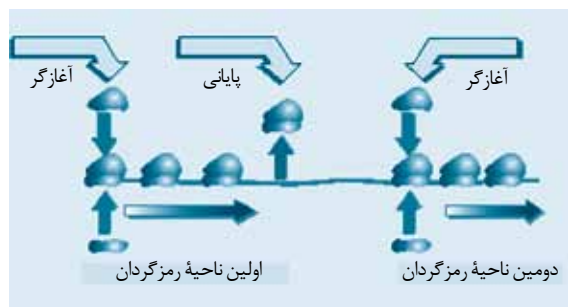 آغازگر
پایانی
آغازگر
دومین ناحیهٔ رمزگردان
اولین ناحیهٔ رمزگردان